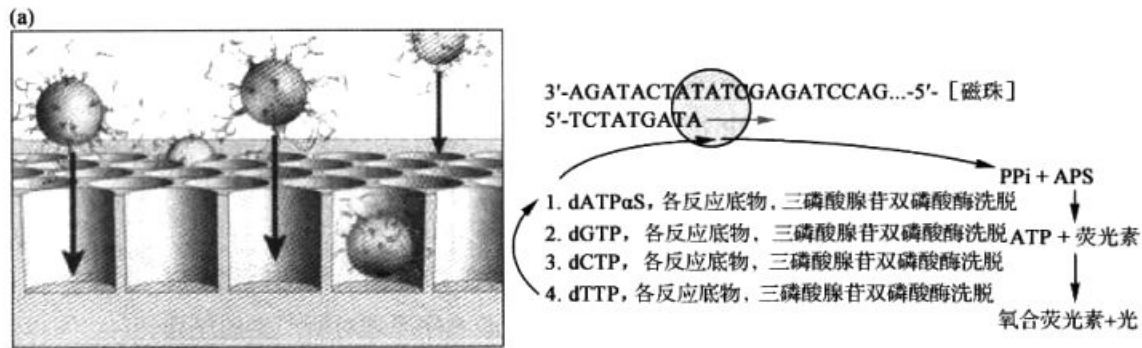 (a)
3'-AGATACTATATCGAGATCCAG...-5'- [磁珠]
5'-TCTATGATA
PPi + APS
1. dATPαS，各反应底物，三磷酸腺苷双磷酸酶洗脱
2. dGTP，各反应底物，三磷酸腺苷双磷酸酶洗脱
ATP + 荧光素
3. dCTP，各反应底物，三磷酸腺苷双磷酸酶洗脱
4. dTTP，各反应底物，三磷酸腺苷双磷酸酶洗脱
氧合荧光素+光